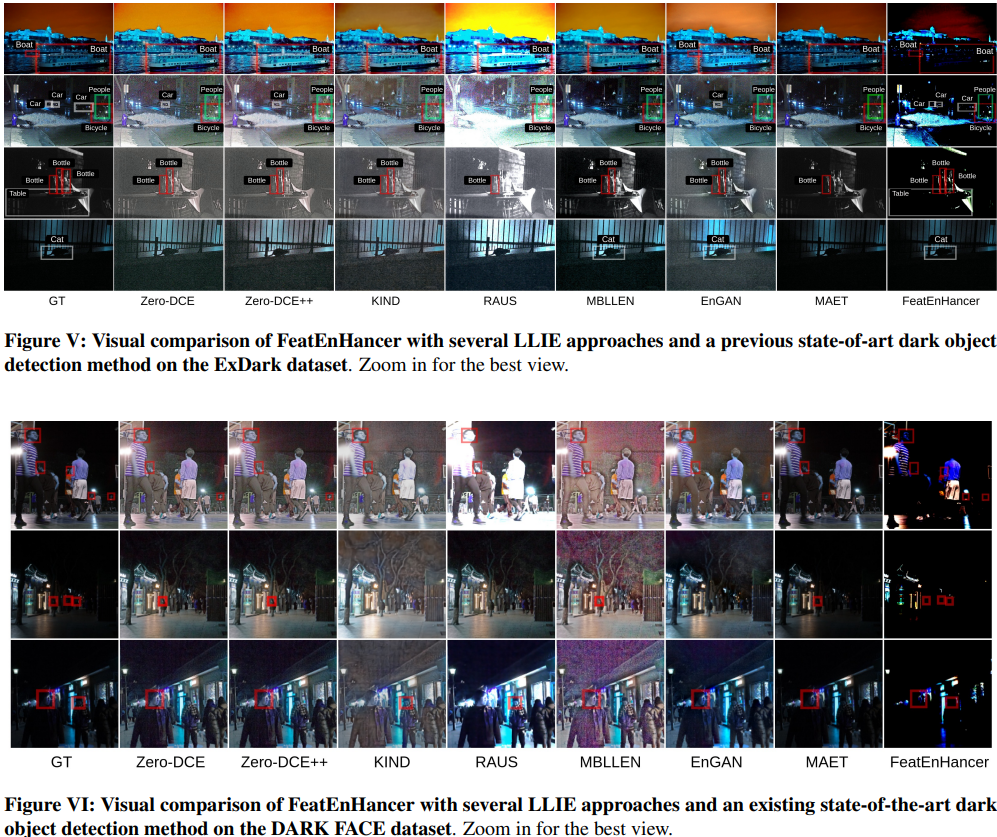 Boat Boat Boat Boat Boat Boat Boat Boat Boat Boat Boat
Car Car Car People Bicycle Car People Bicycle Car People Bicycle People Bicycle People Bicycle People Bicycle Car People Bicycle People Bicycle Car Car People Bicycle
Bottle Bottle Table Bottle Bottle Bottle Bottle Bottle Bottle Bottle Bottle Bottle Bottle Bottle Bottle Bottle Bottle Bottle Table
Cat Cat Cat Cat
GT Zero-DCE Zero-DCE++ KIND RAUS MBLLEN EnGAN MAET FeatEnHancer
Figure V: Visual comparison of FeatEnHancer with several LLIE approaches and a previous state-of-art dark object
detection method on the ExDark dataset. Zoom in for the best view.
GT Zero-DCE Zero-DCE++ KIND RAUS MBLLEN EnGAN MAET FeatEnHancer
Figure VI: Visual comparison of FeatEnHancer with several LLIE approaches and an existing state-of-the-art dark
object detection method on the DARK FACE dataset. Zoom in for the best view.